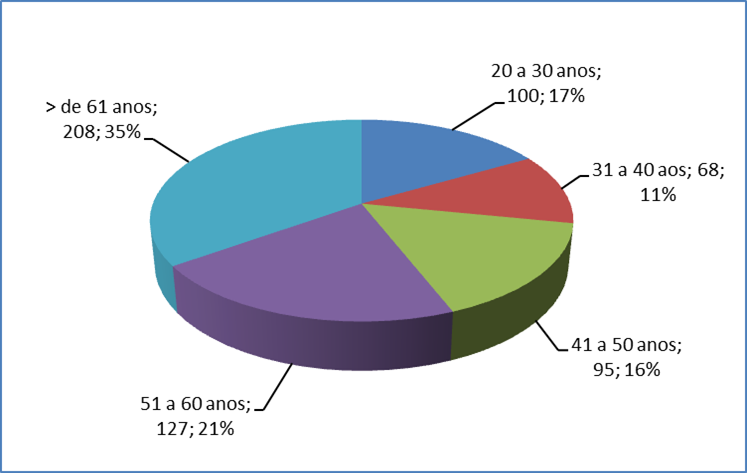 20 a 30 anos;
100; 17%
> de 61 anos;
208; 35%
31 a 40 aos; 68;
11%
41 a 50 anos;
95; 16%
51 a 60 anos;
127; 21%